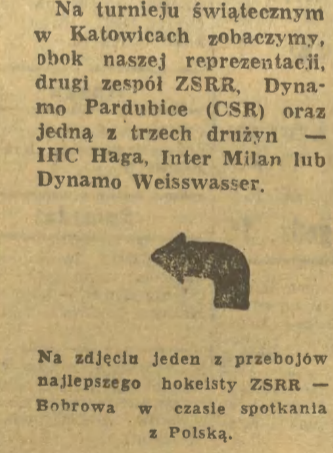 Na turnieju świątecznym
w Katowicach zobaczymy,
obok naszej reprezentacji,
drugi zespół ZSRR, Dyna-
mo Pardubice (CSR) oraz
jedną z trzech drużyn —
IHC Haga, Inter Milan lub
Dynamo Weisswasser.
Na zdjęciu jeden z przebojów
najlepszego hokeisty ZSRR —
Bobrowa w czasie spotkania
z Polską.